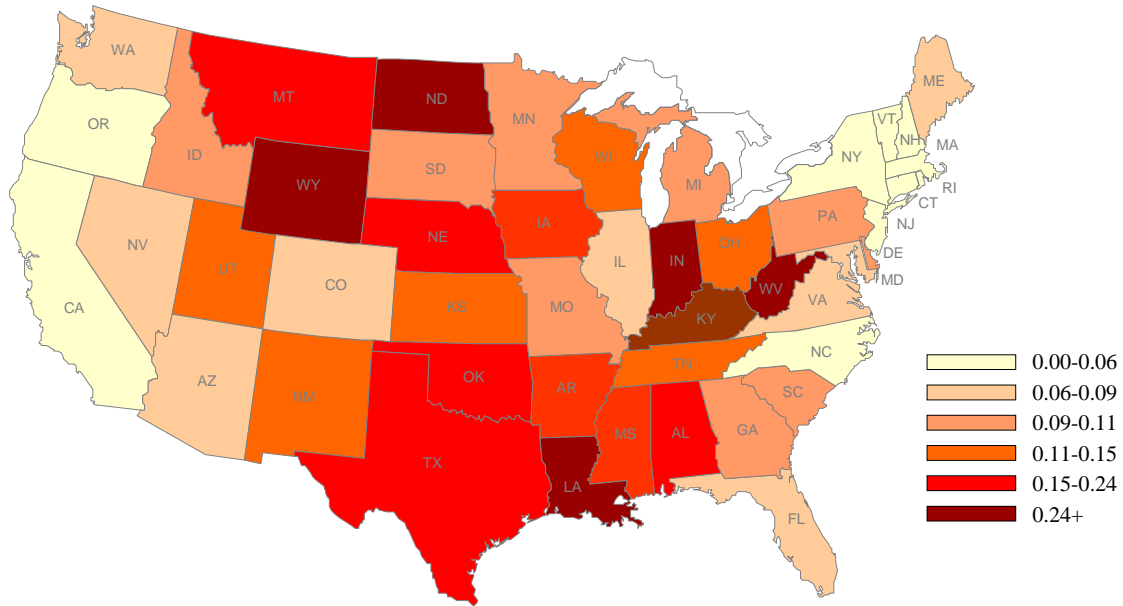 WA
MT
ND
MN
ME
OR
ID
SD
WI
VT
NH
MA
NY
WY
MI
RI
CT
PA
NJ
NE
IA
NV
UT
OH
DE
IL
IN
MD
CO
WV
VA
CA
KS
MO
KY
NC
AZ
OK
TN
NM
AR
SC
MS
AL
GA
TX
LA
FL
0.00-0.06
0.06-0.09
0.09-0.11
0.11-0.15
0.15-0.24
0.24+